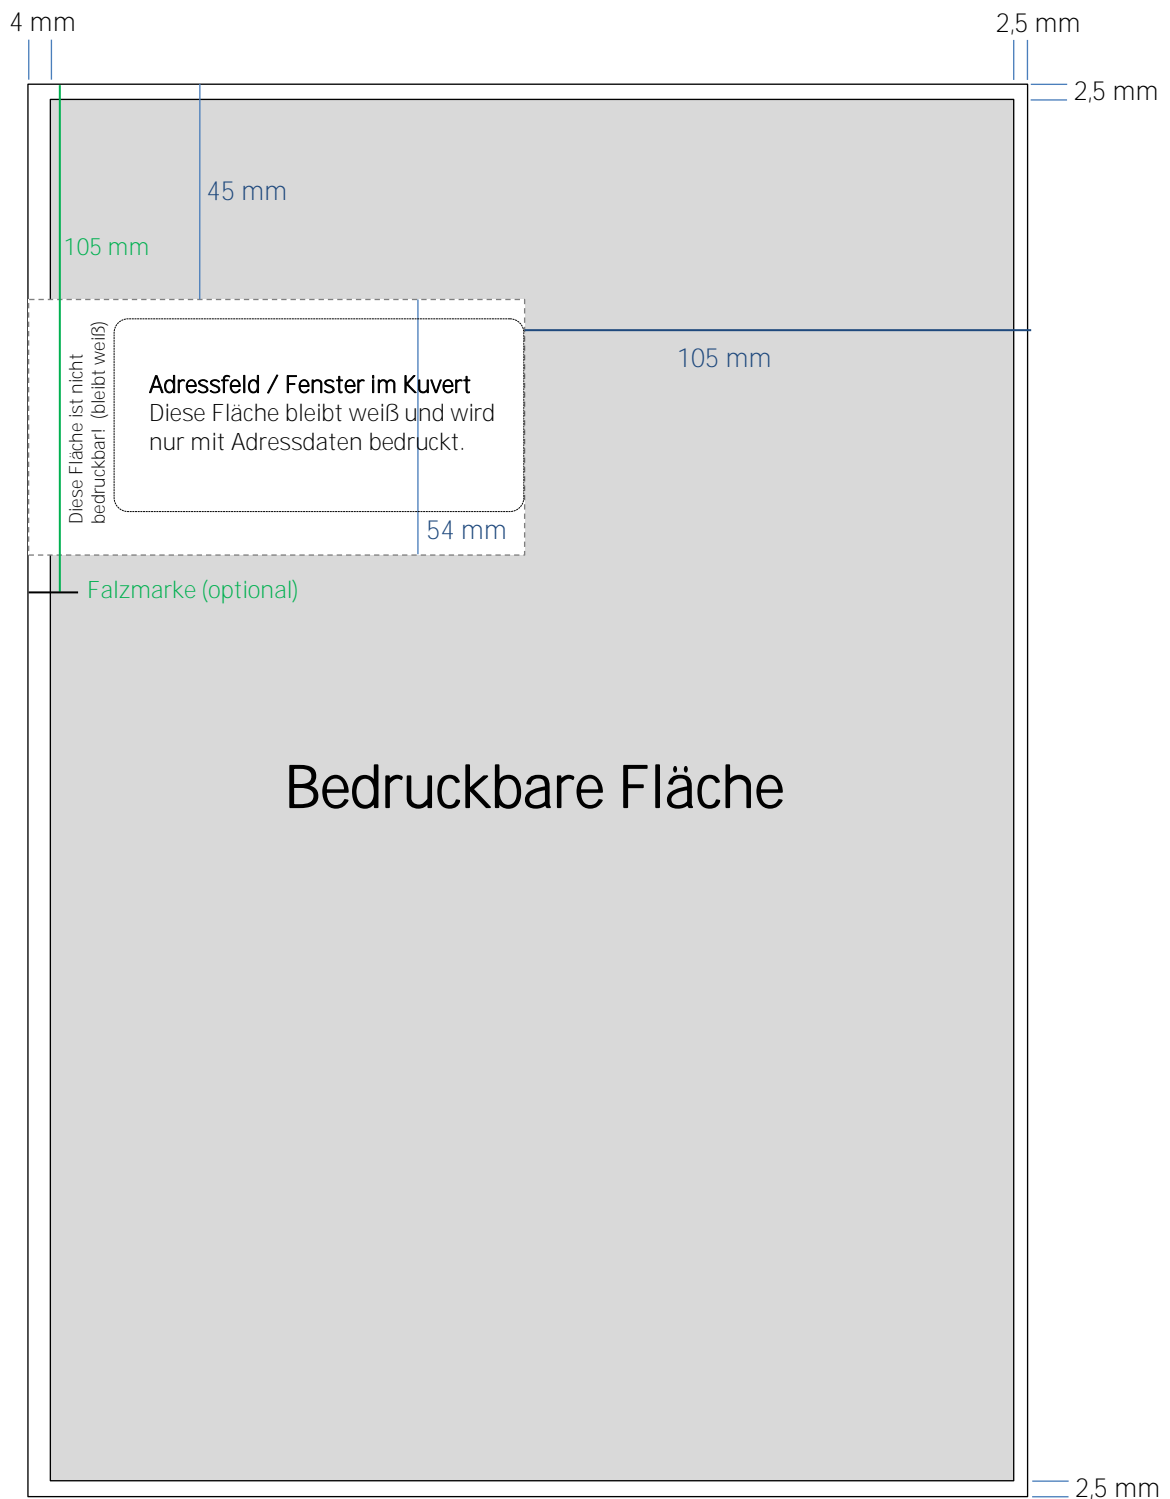 4 mm
2,5 mm
2,5 mm
45 mm
105 mm
105 mm
Diese Fläche ist nicht
bedruckbar! (bleibt weiß)
Adressfeld / Fenster im Kuvert
Diese Fläche bleibt weiß und wird
nur mit Adressdaten bedruckt.
54 mm
Falzmarke (optional)
Bedruckbare Fläche
2,5 mm